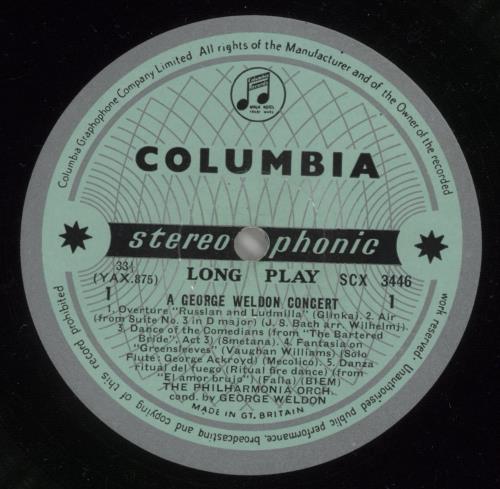 Columbia Graphophone Company Limited All rights of the Manufacturer and of the Owner of the recorded
work reserved. Unauthorised public performance, broadcasting and copying of this record prohibited
COLUMBIA
stereophonic
33⅓ LONG PLAY SCX 3446
(YAX.875)
1 A GEORGE WELDON CONCERT 1
1. Overture "Russlan and Ludmilla" (Glinka). 2. Air
(from Suite No. 3 in D major) (J. S. Bach arr. Wilhelmj).
3. Dance of the Comedians (from "The Bartered
Bride", Act 3) (Smetana). 4. Fantasia on
"Greensleeves" (Vaughan Williams) (Solo
Flute: George Ackroyd) (Mecolico). 5. Danza
ritual del fuego (Ritual fire dance) (from
"El amor brujo") (Falla) (BIEM)
THE PHILHARMONIA ORCH.
cond. by GEORGE WELDON
MADE IN GT. BRITAIN